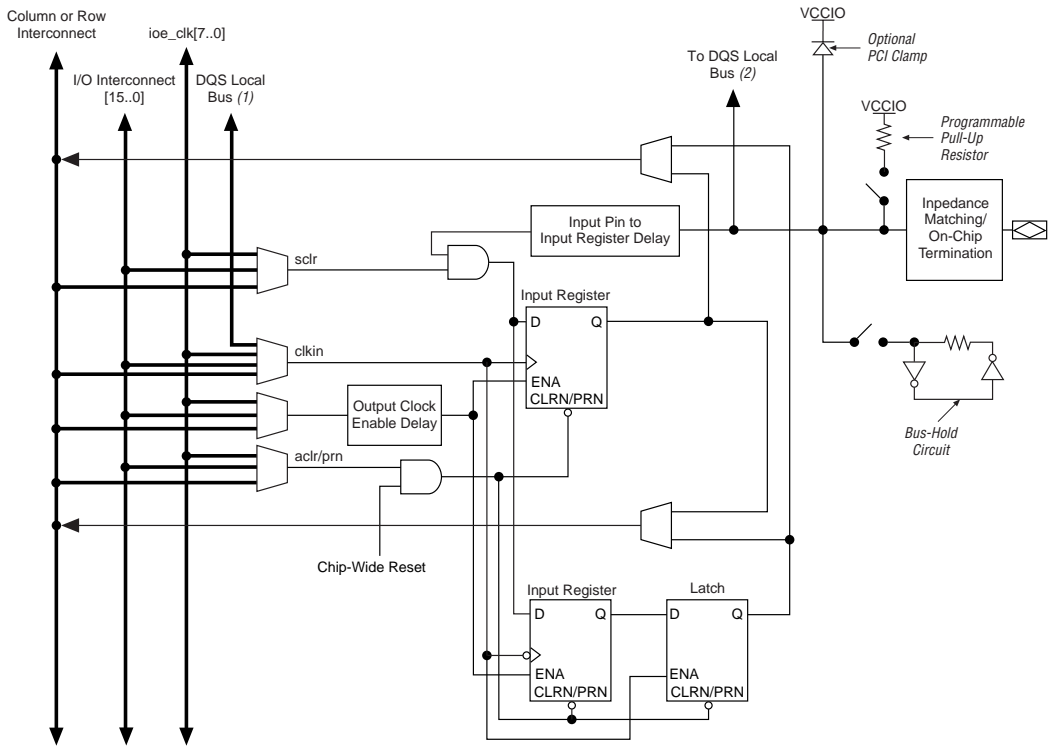 Column or Row
Interconnect
ioe_clk[7..0]
I/O Interconnect
[15..0]
DQS Local
Bus (1)
To DQS Local
Bus (2)
VCCIO
Optional
PCI Clamp
VCCIO
Programmable
Pull-Up
Resistor
Input Pin to
Input Register Delay
Inpedance
Matching/
On-Chip
Termination
sclr
Input Register
D
Q
clkin
ENA
CLRN/PRN
Output Clock
Enable Delay
Bus-Hold
Circuit
aclr/prn
Chip-Wide Reset
Input Register
Latch
D
Q
D
Q
ENA
CLRN/PRN
ENA
CLRN/PRN